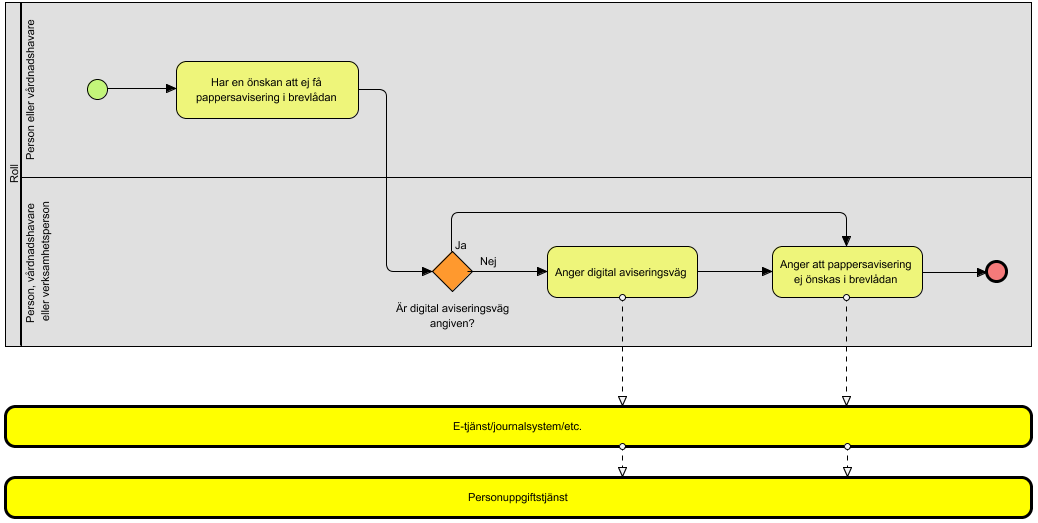 Roll
Person eller vårdnadshavare
Har en önskan att ej få
pappersavisering i brevlådan
Person, vårdnadshavare
eller verksamhetsperson
Ja
Nej
Är digital aviseringsväg
angiven?
Anger digital aviseringsväg
Anger att pappersavisering
ej önskas i brevlådan
E-tjänst/journalsystem/etc.
Personuppgiftstjänst